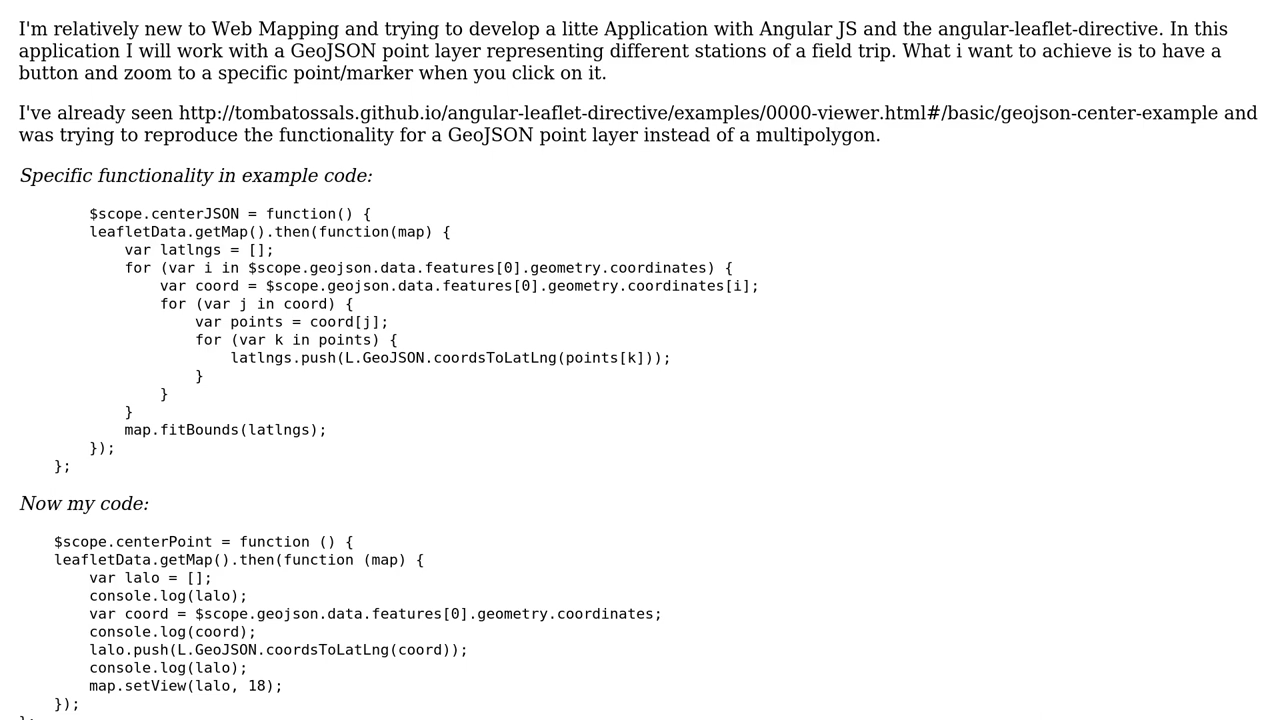 I'm relatively new to Web Mapping and trying to develop a litte Application with Angular JS and the angular-leaflet-directive. In this
application I will work with a GeoJSON point layer representing different stations of a field trip. What i want to achieve is to have a
button and zoom to a specific point/marker when you click on it.
I've already seen http://tombatossals.github.io/angular-leaflet-directive/examples/0000-viewer.html#/basic/geojson-center-example and
was trying to reproduce the functionality for a GeoJSON point layer instead of a multipolygon.
Specific functionality in example code:
        $scope.centerJSON = function() {
        leafletData.getMap().then(function(map) {
            var latlngs = [];
            for (var i in $scope.geojson.data.features[0].geometry.coordinates) {
                var coord = $scope.geojson.data.features[0].geometry.coordinates[i];
                for (var j in coord) {
                    var points = coord[j];
                    for (var k in points) {
                        latlngs.push(L.GeoJSON.coordsToLatLng(points[k]));
                    }
                }
            }
            map.fitBounds(latlngs);
        });
    };
Now my code:
    $scope.centerPoint = function () {
    leafletData.getMap().then(function (map) {
        var lalo = [];
        console.log(lalo);
        var coord = $scope.geojson.data.features[0].geometry.coordinates;
        console.log(coord);
        lalo.push(L.GeoJSON.coordsToLatLng(coord));
        console.log(lalo);
        map.setView(lalo, 18);
    });